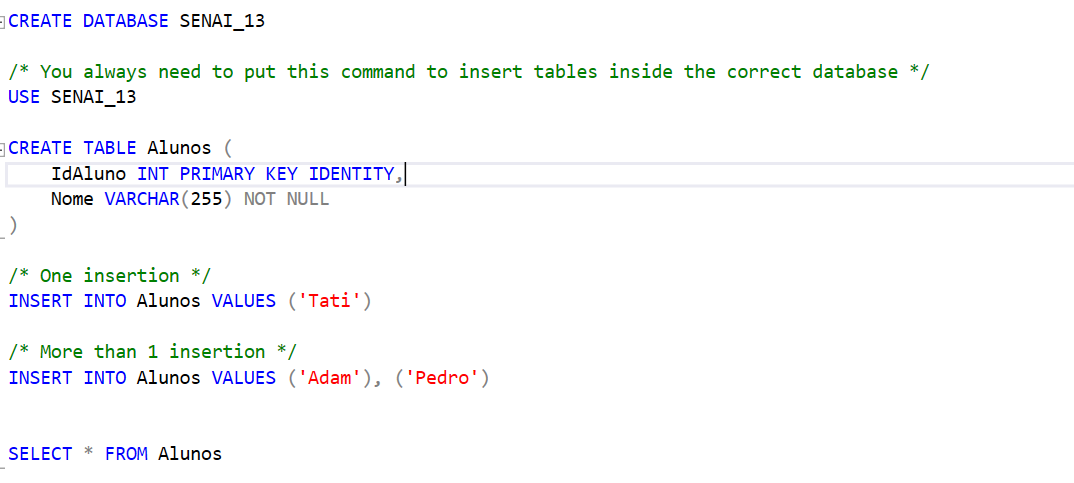 CREATE DATABASE SENAI_13
/* You always need to put this command to insert tables inside the correct database */
USE SENAI_13
CREATE TABLE Alunos (
IdAluno INT PRIMARY KEY IDENTITY,
Nome VARCHAR(255) NOT NULL
)
/* One insertion */
INSERT INTO Alunos VALUES ('Tati')
/* More than 1 insertion */
INSERT INTO Alunos VALUES ('Adam'), ('Pedro')
SELECT * FROM Alunos